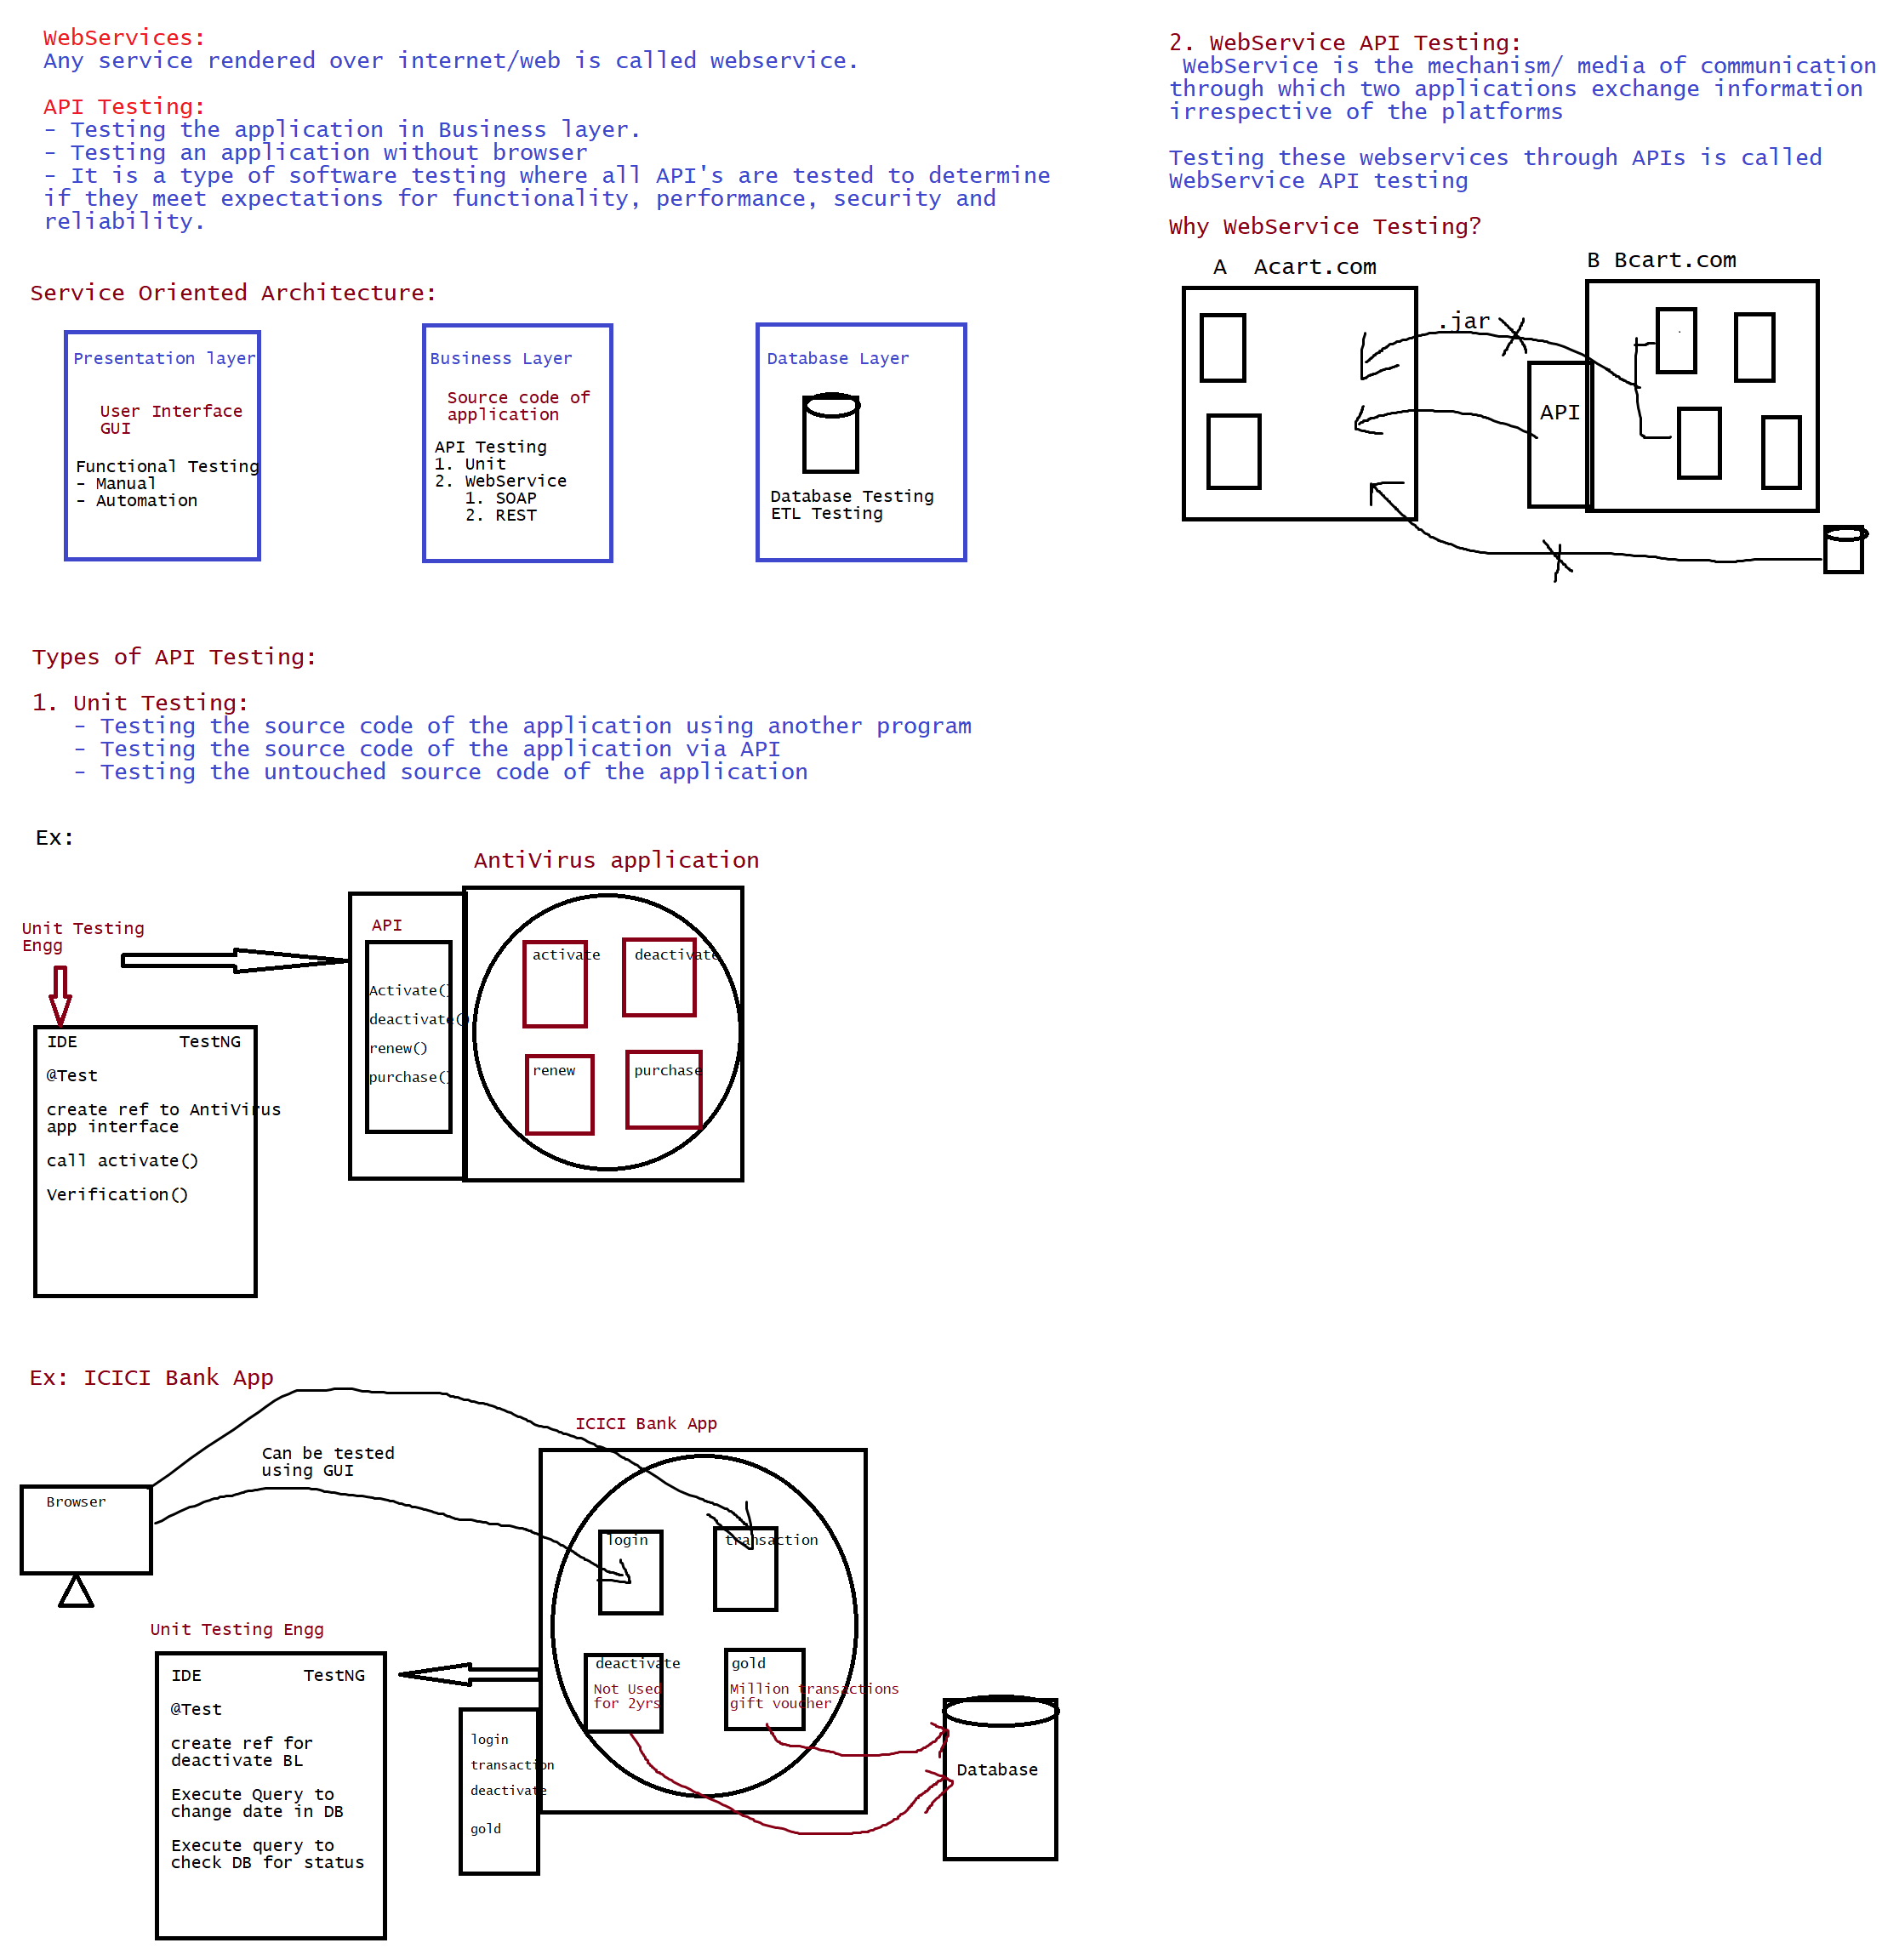 WebServices:
Any service rendered over internet/web is called webservice.
API Testing:
- Testing the application in Business layer.
- Testing an application without browser
- It is a type of software testing where all API's are tested to determine
if they meet expectations for functionality, performance, security and
reliability.
Service Oriented Architecture:
Presentation layer
User Interface
GUI
Functional Testing
- Manual
- Automation
Business Layer
Source code of
application
API Testing
1. Unit
2. WebService
1. SOAP
2. REST
Database Layer
Database Testing
ETL Testing
Types of API Testing:
1. Unit Testing:
- Testing the source code of the application using another program
- Testing the source code of the application via API
- Testing the untouched source code of the application
Ex:
AntiVirus application
Unit Testing
Engg
API
Activate()
deactivate()
renew()
purchase()
activate
deactivate
renew
purchase
IDE TestNG
@Test
create ref to AntiVirus
app interface
call activate()
Verification()
Ex: ICICI Bank App
ICICI Bank App
Can be tested
using GUI
Browser
login
transaction
deactivate
Not Used
for 2yrs
gold
Million transactions
gift voucher
Unit Testing Engg
IDE TestNG
@Test
create ref for
deactivate BL
Execute Query to
change date in DB
Execute query to
check DB for status
login
transaction
deactivate
gold
Database
2. WebService API Testing:
WebService is the mechanism/ media of communication
through which two applications exchange information
irrespective of the platforms
Testing these webservices through APIs is called
WebService API testing
Why WebService Testing?
A Acart.com
B Bcart.com
.jar
API